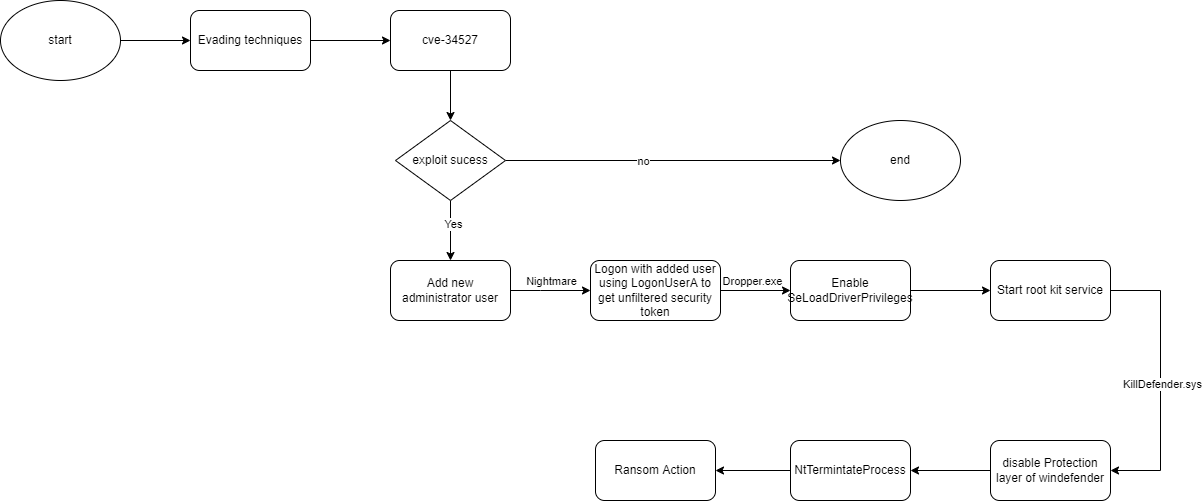 start
Evading techniques
cve-34527
exploit sucess
no
end
Yes
Add new
administrator user
Nightmare
Logon with added user
using LogonUserA to
get unfiltered security
token
Dropper.exe
Enable
SeLoadDriverPrivileges
Start root kit service
KillDefender.sys
disable Protection
layer of windefender
NtTermintateProcess
Ransom Action